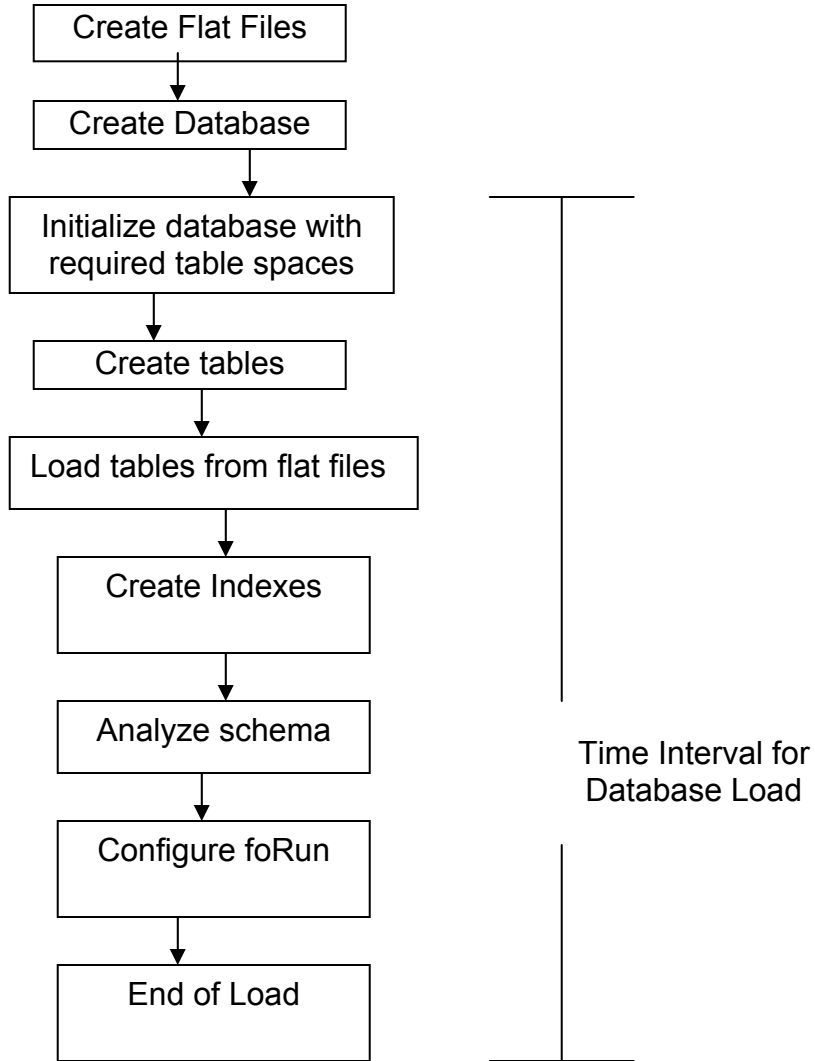 Create Flat Files
Create Database
Initialize database with
required table spaces
Create tables
Load tables from flat files
Create Indexes
Analyze schema
Configure foRun
End of Load
Time Interval for
Database Load